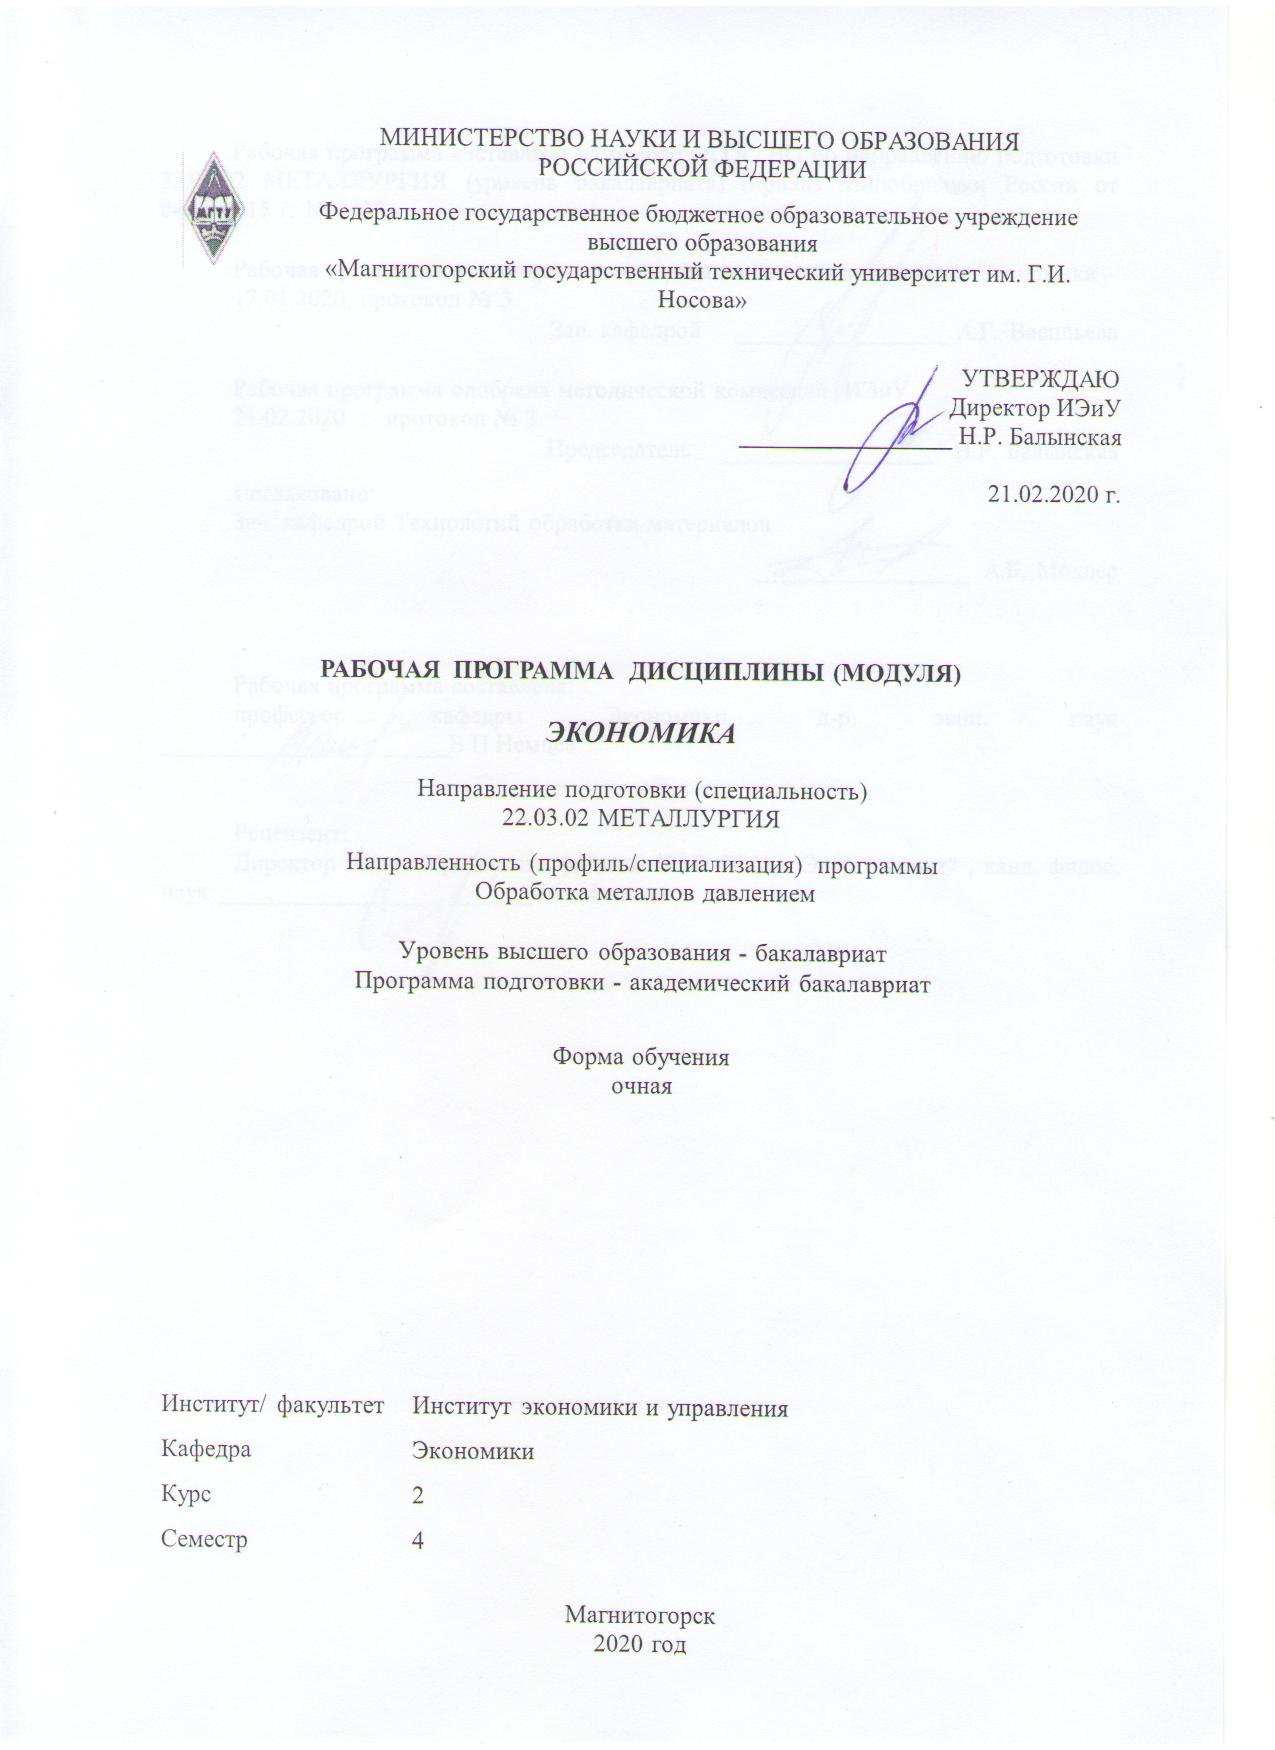 МИНИСТЕРСТВО НАУКИ И ВЫСШЕГО ОБРАЗОВАНИЯ
РОССИЙСКОЙ ФЕДЕРАЦИИ
МГТУ
Федеральное государственное бюджетное образовательное учреждение
высшего образования
«Магнитогорский государственный технический университет им. Г.И.
Носова»
УТВЕРЖДАЮ
Директор ИЭиУ
Н.Р. Балынская
21.02.2020 г.
РАБОЧАЯ ПРОГРАММА ДИСЦИПЛИНЫ (МОДУЛЯ)
ЭКОНОМИКА
Направление подготовки (специальность)
22.03.02 МЕТАЛЛУРГИЯ
Направленность (профиль/специализация) программы
Обработка металлов давлением
Уровень высшего образования - бакалавриат
Программа подготовки - академический бакалавриат
Форма обучения
очная
Институт/ факультет Институт экономики и управления
Кафедра Экономики
Курс 2
Семестр 4
Магнитогорск
2020 год